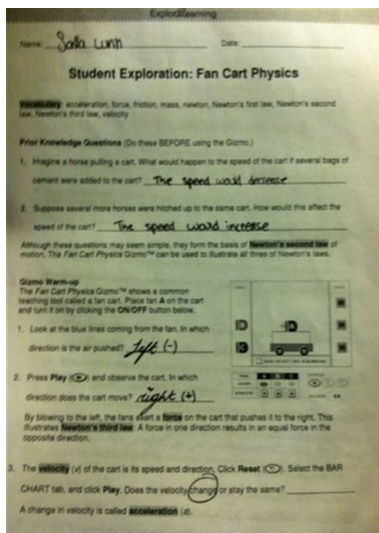 ExploreLearning
Name: Sarla Lunn Date:
Student Exploration: Fan Cart Physics
Vocabulary: acceleration, force, friction, mass, newton, Newton's first law, Newton's second
law, Newton's third law, velocity
Prior Knowledge Questions (Do these BEFORE using the Gizmo.)
1. Imagine a horse pulling a cart. What would happen to the speed of the cart if several bags of
cement were added to the cart? The speed would decrease
2. Suppose several more horses were hitched up to the same cart. How would this affect the
speed of the cart? The speed would increase
Although these questions may seem simple, they form the basis of Newton's second law of
motion. The Fan Cart Physics Gizmo™ can be used to illustrate all three of Newton's laws.
Gizmo Warm-up
The Fan Cart Physics Gizmo™ shows a common
teaching tool called a fan cart. Place fan A on the cart
and turn it on by clicking the ON/OFF button below.
1. Look at the blue lines coming from the fan. In which
direction is the air pushed? left (-)
2. Press Play and observe the cart. In which
direction does the cart move? right (+)
By blowing to the left, the fans exert a force on the cart that pushes it to the right. This
illustrates Newton's third law: A force in one direction results in an equal force in the
opposite direction.
3. The velocity (v) of the cart is its speed and direction. Click Reset. Select the BAR
CHART tab, and click Play. Does the velocity change or stay the same?
A change in velocity is called acceleration (a).